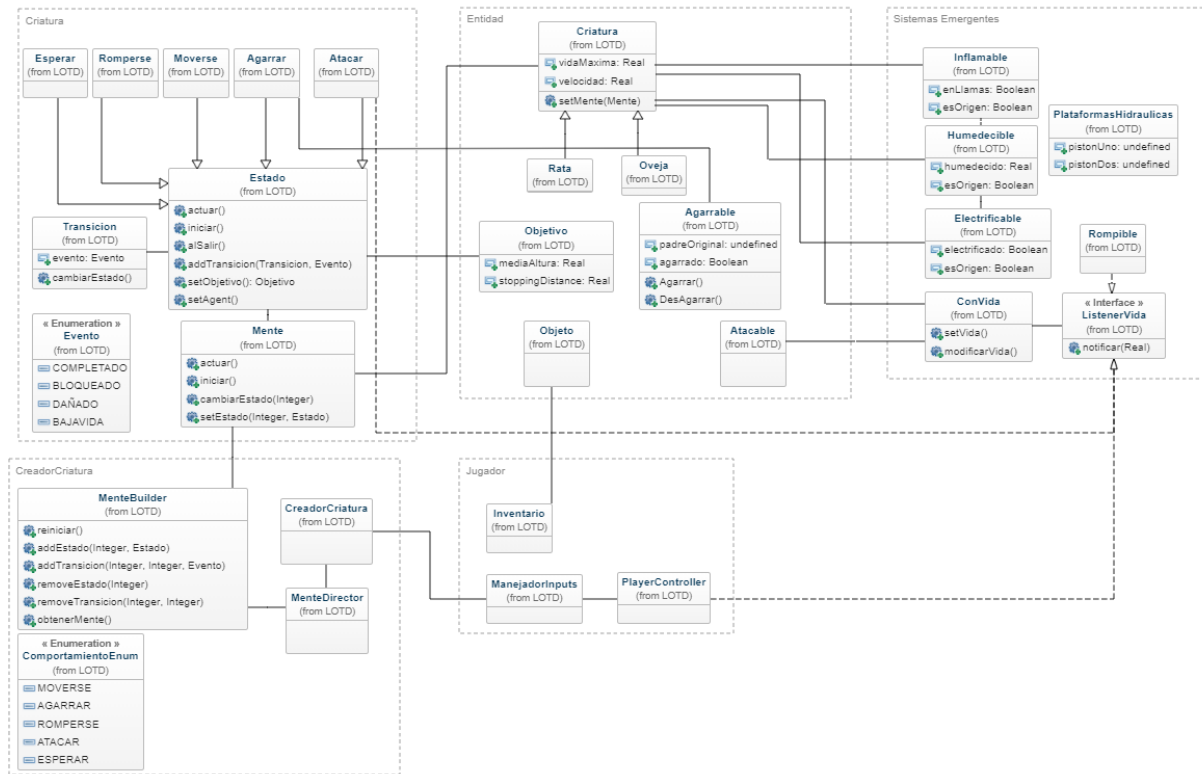 Criatura
Esperar
(from LOTD)
Romperse
(from LOTD)
Moverse
(from LOTD)
Agarrar
(from LOTD)
Atacar
(from LOTD)
Estado
(from LOTD)
actuar()
iniciar()
alSalir()
addTransicion(Transicion, Evento)
setObjetivo(): Objetivo
setAgent()
Transicion
(from LOTD)
evento: Evento
cambiarEstado()
« Enumeration »
Evento
(from LOTD)
COMPLETADO
BLOQUEADO
DAÑADO
BAJAVIDA
Mente
(from LOTD)
actuar()
iniciar()
cambiarEstado(Integer)
setEstado(Integer, Estado)
Entidad
Criatura
(from LOTD)
vidaMaxima: Real
velocidad: Real
setMente(Mente)
Rata
(from LOTD)
Oveja
(from LOTD)
Objetivo
(from LOTD)
mediaAltura: Real
stoppingDistance: Real
Agarrable
(from LOTD)
padreOriginal: undefined
agarrado: Boolean
Agarrar()
DesAgarrar()
Objeto
(from LOTD)
Atacable
(from LOTD)
Sistemas Emergentes
Inflamable
(from LOTD)
enLlamas: Boolean
esOrigen: Boolean
Humedecible
(from LOTD)
humedecido: Real
esOrigen: Boolean
Electrificable
(from LOTD)
electrificado: Boolean
esOrigen: Boolean
ConVida
(from LOTD)
setVida()
modificarVida()
PlataformasHidraulicas
(from LOTD)
pistonUno: undefined
pistonDos: undefined
Rompible
(from LOTD)
« Interface »
ListenerVida
(from LOTD)
notificar(Real)
CreadorCriatura
MenteBuilder
(from LOTD)
reiniciar()
addEstado(Integer, Estado)
addTransicion(Integer, Integer, Evento)
removeEstado(Integer)
removeTransicion(Integer, Integer)
obtenerMente()
CreadorCriatura
(from LOTD)
MenteDirector
(from LOTD)
« Enumeration »
ComportamientoEnum
(from LOTD)
MOVERSE
AGARRAR
ROMPERSE
ATACAR
ESPERAR
Jugador
Inventario
(from LOTD)
ManejadorInputs
(from LOTD)
PlayerController
(from LOTD)